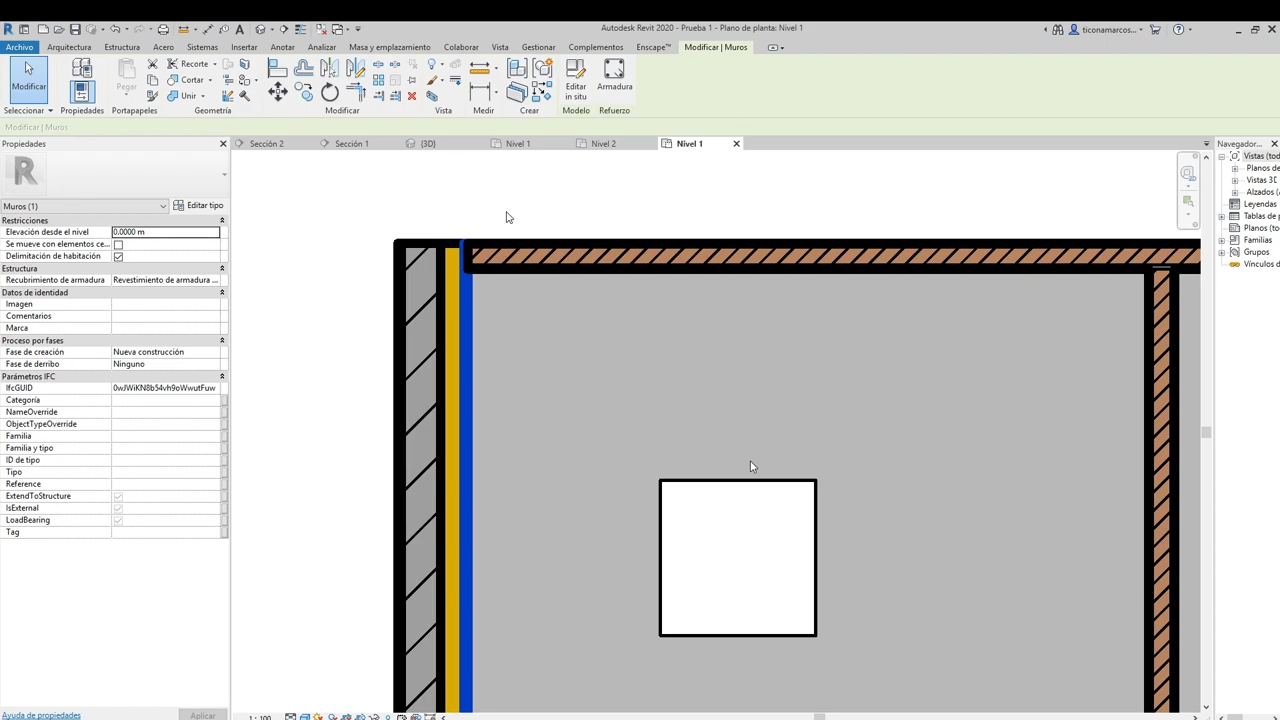 Autodesk Revit 2020 - Prueba 1 - Plano de planta: Nivel 1
ticonamarcos...
Archivo Arquitectura Estructura Acero Sistemas Insertar Anotar Analizar Masa y emplazamiento Colaborar Vista Gestionar Complementos Enscape™ Modificar | Muros
Modificar
Propiedades
Pegar
Recorte
Cortar
Unir
Editar in situ
Armadura
Seleccionar Propiedades Portapapeles Geometría Modificar Vista Medir Crear Modelo Refuerzo
Modificar | Muros
Propiedades
Sección 2 Sección 1 {3D} Nivel 1 Nivel 2 Nivel 1
Navegador...
Muros (1) Editar tipo
Restricciones
Elevación desde el nivel 0.0000 m
Se mueve con elementos ce...
Delimitación de habitación
Estructura
Recubrimiento de armadura Revestimiento de armadura ...
Datos de identidad
Imagen
Comentarios
Marca
Proceso por fases
Fase de creación Nueva construcción
Fase de derribo Ninguno
Parámetros IFC
IfcGUID 0wJWiKN8b54vh9oWwutFuw
Categoría
NameOverride
ObjectTypeOverride
Familia
Familia y tipo
ID de tipo
Tipo
Reference
ExtendToStructure
IsExternal
LoadBearing
Tag
Vistas (tod
Planos de
Vistas 3D
Alzados (A
Leyendas
Tablas de p
Planos (to
Familias
Grupos
Vínculos d
Ayuda de propiedades Aplicar
1 : 100